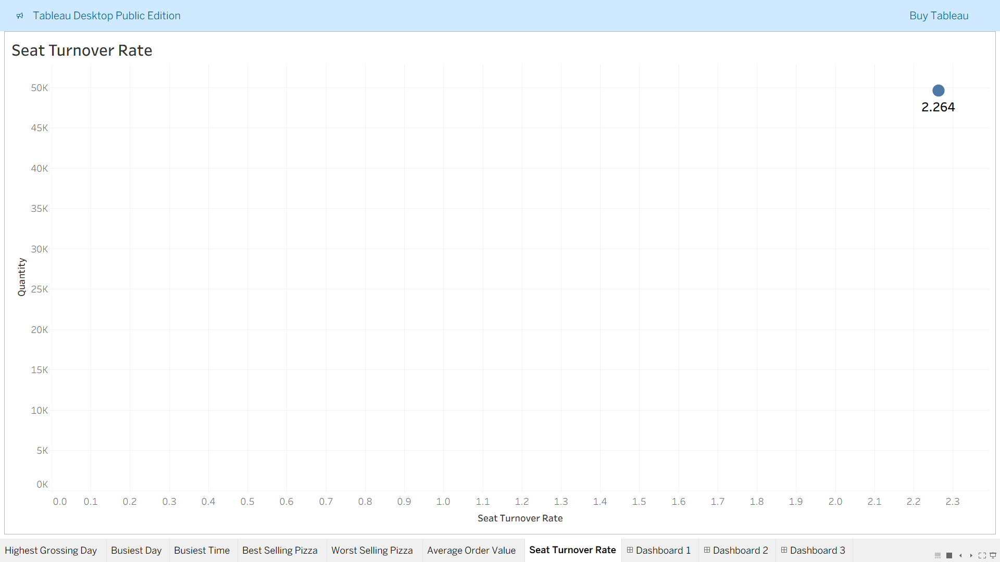 Tableau Desktop Public Edition
Buy Tableau
Seat Turnover Rate
50K
45K
40K
35K
30K
25K
20K
15K
10K
5K
0K
Quantity
2.264
0.0 0.1 0.2 0.3 0.4 0.5 0.6 0.7 0.8 0.9 1.0 1.1 1.2 1.3 1.4 1.5 1.6 1.7 1.8 1.9 2.0 2.1 2.2 2.3
Seat Turnover Rate
Highest Grossing Day Busiest Day Busiest Time Best Selling Pizza Worst Selling Pizza Average Order Value Seat Turnover Rate Dashboard 1 Dashboard 2 Dashboard 3